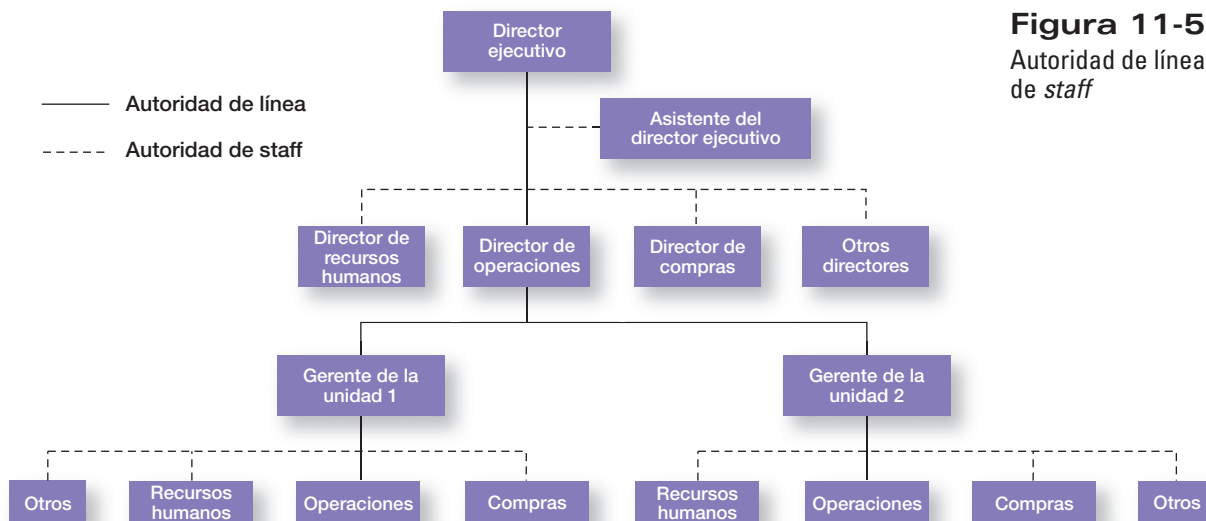 Director
ejecutivo
Figura 11-5
Autoridad de línea
de staff
Autoridad de línea
Autoridad de staff
Asistente del
director ejecutivo
Director de
recursos
humanos
Director de
operaciones
Director de
compras
Otros
directores
Gerente de la
unidad 1
Gerente de la
unidad 2
Otros
Recursos
humanos
Operaciones
Compras
Recursos
humanos
Operaciones
Compras
Otros